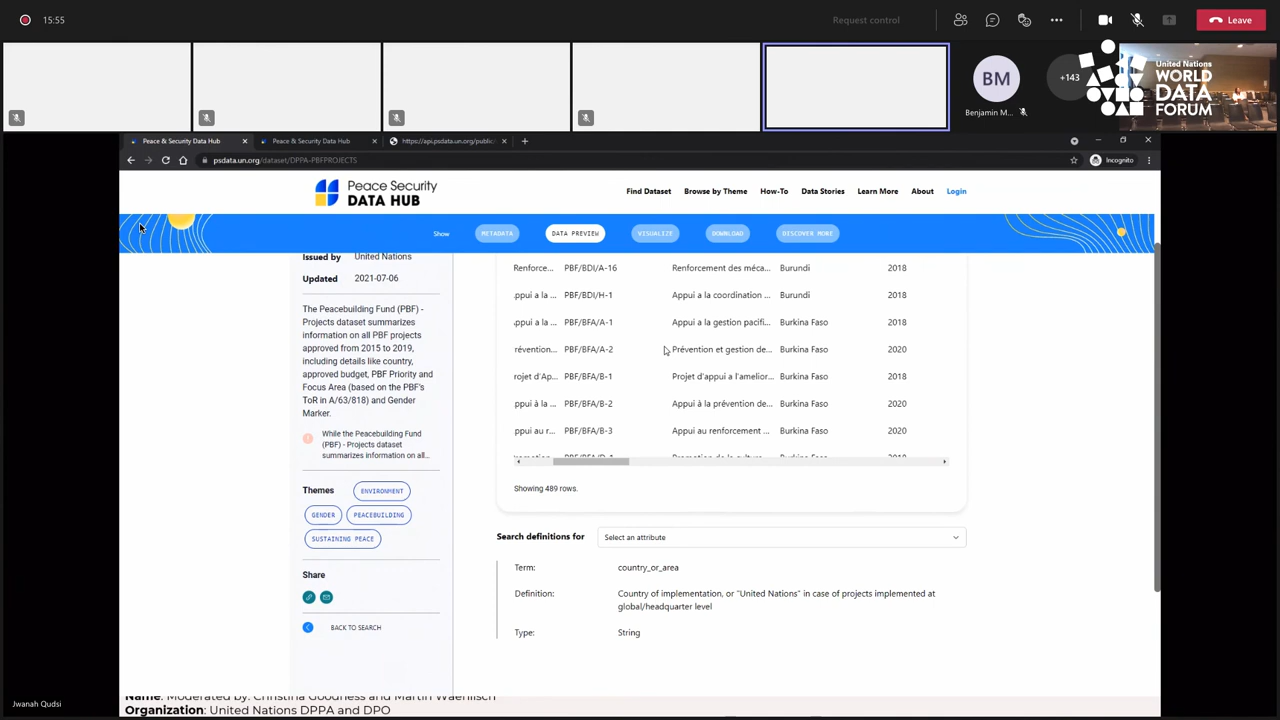 15:55
Request control
Leave
BM
Benjamin M...
+143
United Nations
WORLD
DATA
FORUM
Peace & Security Data Hub
Peace & Security Data Hub
https://api.psdata.un.org/public
psdata.un.org/dataset/DPPA-PBFPROJECTS
Incognito
Peace Security
DATA HUB
Find Dataset Browse by Theme How-To Data Stories Learn More About Login
Show METADATA DATA PREVIEW VISUALIZE DOWNLOAD DISCOVER MORE
Issued by United Nations
Updated 2021-07-06
The Peacebuilding Fund (PBF) -
Projects dataset summarizes
information on all PBF projects
approved from 2015 to 2019,
including details like country,
approved budget, PBF Priority and
Focus Area (based on the PBF's
ToR in A/63/818) and Gender
Marker.
While the Peacebuilding Fund
(PBF) - Projects dataset
summarizes information on all...
Themes ENVIRONMENT
GENDER PEACEBUILDING
SUSTAINING PEACE
Share
BACK TO SEARCH
Renforce... PBF/BDI/A-16 Renforcement des méca... Burundi 2018
ppui a la ... PBF/BDI/H-1 Appui a la coordination ... Burundi 2018
ppui a la ... PBF/BFA/A-1 Appui a la gestion pacifi... Burkina Faso 2018
révention... PBF/BFA/A-2 Prévention et gestion de... Burkina Faso 2020
rojet d'Ap... PBF/BFA/B-1 Projet d'appui a l'amelior... Burkina Faso 2018
ppui à la ... PBF/BFA/B-2 Appui à la prévention de... Burkina Faso 2020
ppui au r... PBF/BFA/B-3 Appui au renforcement ... Burkina Faso 2020
Showing 489 rows.
Search definitions for Select an attribute
Term: country_or_area
Definition: Country of implementation, or "United Nations" in case of projects implemented at
global/headquarter level
Type: String
Jwanah Qudsi
Name: Moderated by: Christina Goodness and Martin Waehlisch
Organization: United Nations DPPA and DPO